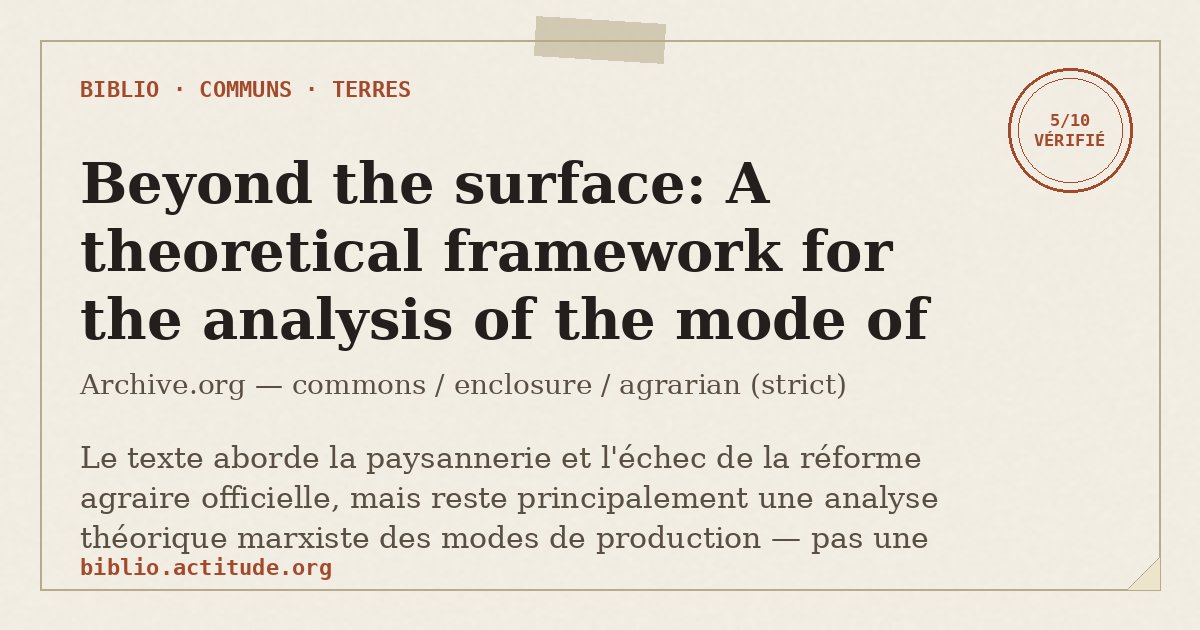 BIBLIO · COMMUNS · TERRES
5/10
VÉRIFIÉ
Beyond the surface: A
theoretical framework for
the analysis of the mode of
Archive.org — commons / enclosure / agrarian (strict)
Le texte aborde la paysannerie et l'échec de la réforme
agraire officielle, mais reste principalement une analyse
théorique marxiste des modes de production — pas une
biblio.actitude.org